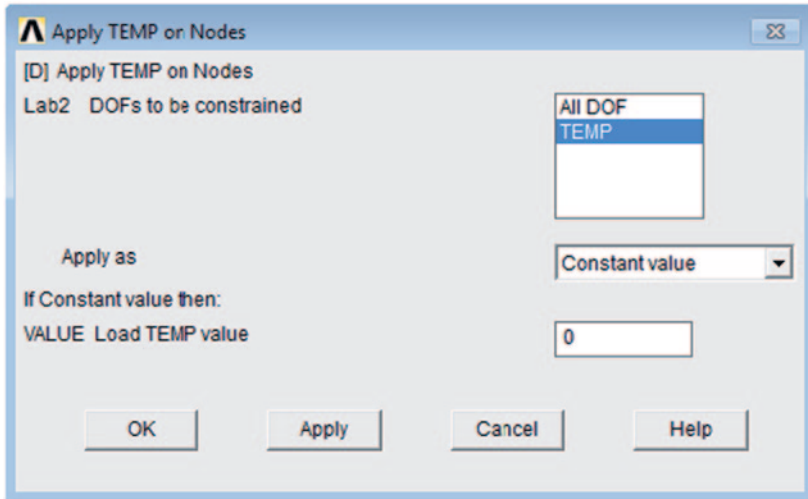 Apply TEMP on Nodes
[D] Apply TEMP on Nodes
Lab2 DOFs to be constrained
All DOF
TEMP
Apply as
Constant value
If Constant value then:
VALUE Load TEMP value
0
OK
Apply
Cancel
Help